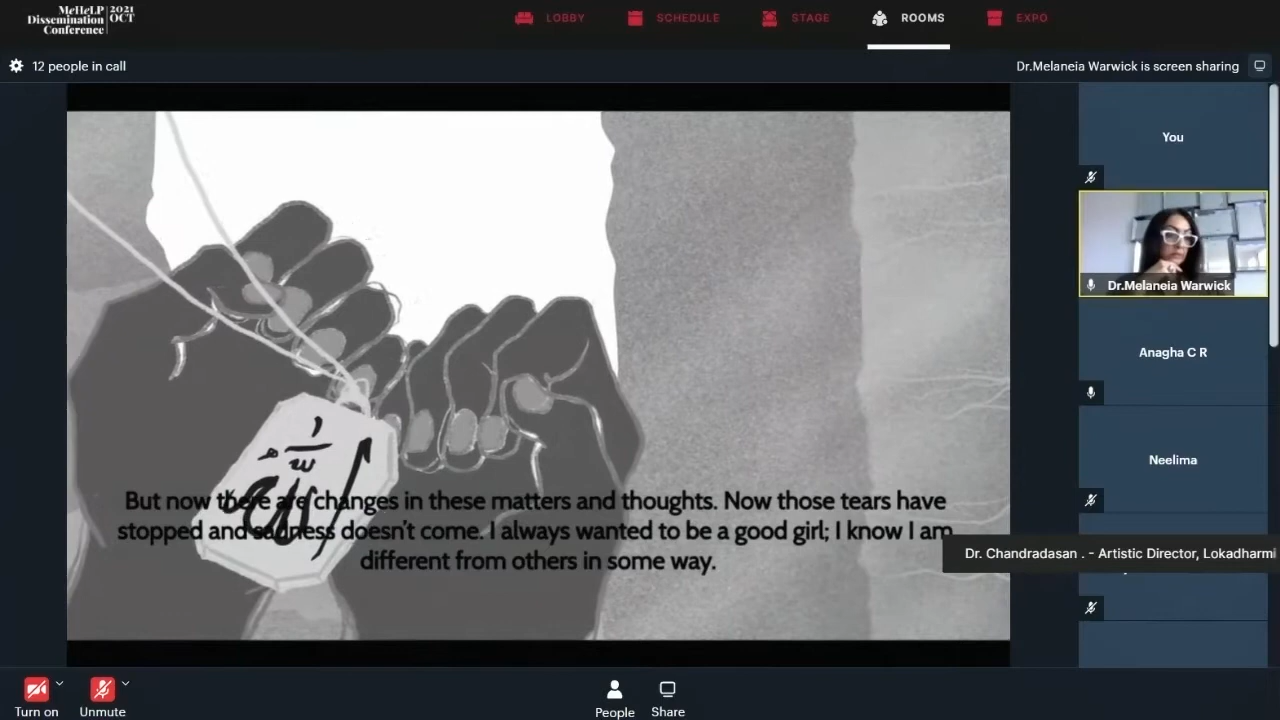 MeHeLP
Dissemination
Conference
2021
OCT
LOBBY
SCHEDULE
STAGE
ROOMS
EXPO
12 people in call
Dr.Melaneia Warwick is screen sharing
You
Dr.Melaneia Warwick
Anagha C R
Neelima
But now there are changes in these matters and thoughts. Now those tears have
stopped and sadness doesn't come. I always wanted to be a good girl; I know I am
different from others in some way.
Dr. Chandradasan . - Artistic Director, Lokadharmi
Turn on
Unmute
People
Share